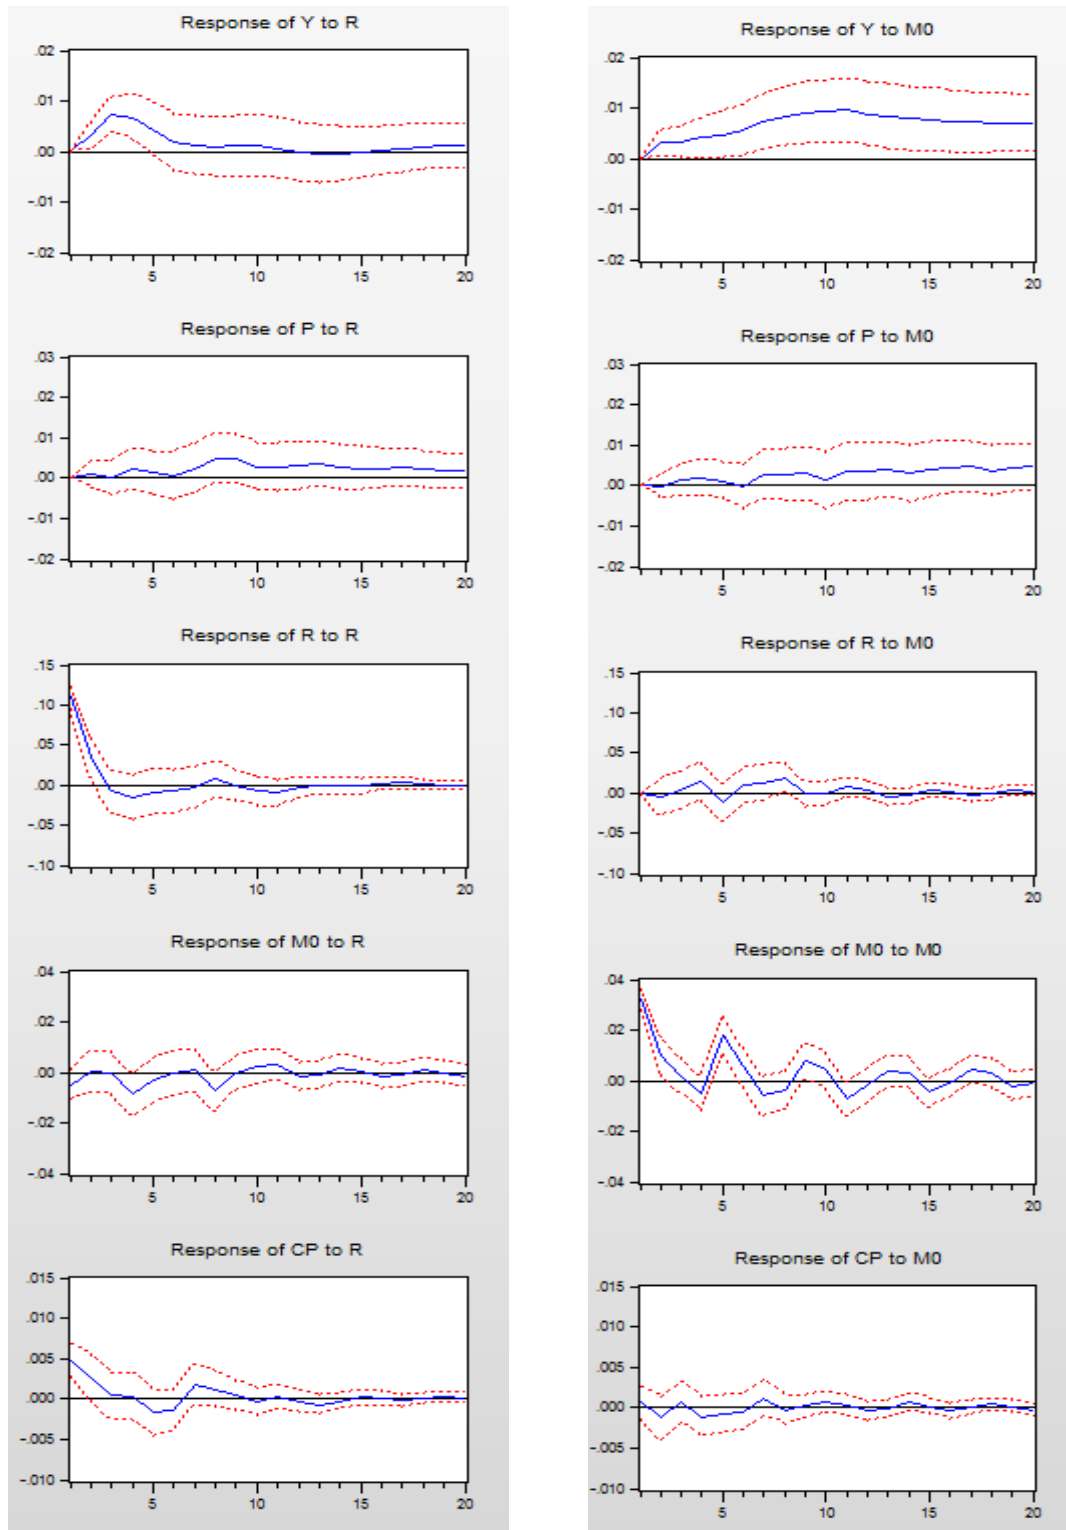 Response of Y to R
.02
.01
.00
-.01
-.02
5 10 15 20
Response of P to R
.03
.02
.01
.00
-.01
-.02
5 10 15 20
Response of R to R
.15
.10
.05
.00
-.05
-.10
5 10 15 20
Response of M0 to R
.04
.02
.00
-.02
-.04
5 10 15 20
Response of CP to R
.015
.010
.005
.000
-.005
-.010
5 10 15 20
Response of Y to M0
.02
.01
.00
-.01
-.02
5 10 15 20
Response of P to M0
.03
.02
.01
.00
-.01
-.02
5 10 15 20
Response of R to M0
.15
.10
.05
.00
-.05
-.10
5 10 15 20
Response of M0 to M0
.04
.02
.00
-.02
-.04
5 10 15 20
Response of CP to M0
.015
.010
.005
.000
-.005
-.010
5 10 15 20